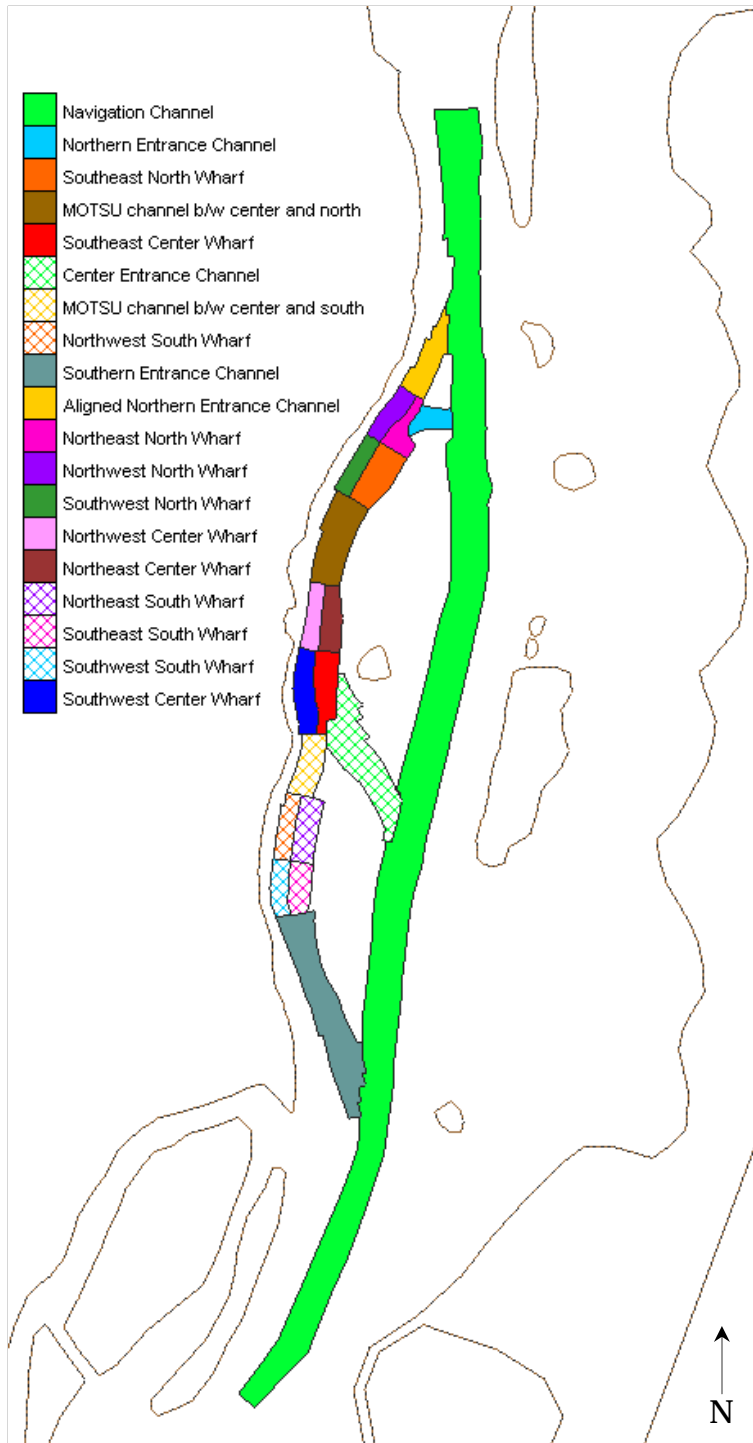 Navigation Channel
Northern Entrance Channel
Southeast North Wharf
MOTSU channel b/w center and north
Southeast Center Wharf
Center Entrance Channel
MOTSU channel b/w center and south
Northwest South Wharf
Southern Entrance Channel
Aligned Northern Entrance Channel
Northeast North Wharf
Northwest North Wharf
Southwest North Wharf
Northwest Center Wharf
Northeast Center Wharf
Northeast South Wharf
Southeast South Wharf
Southwest South Wharf
Southwest Center Wharf
N